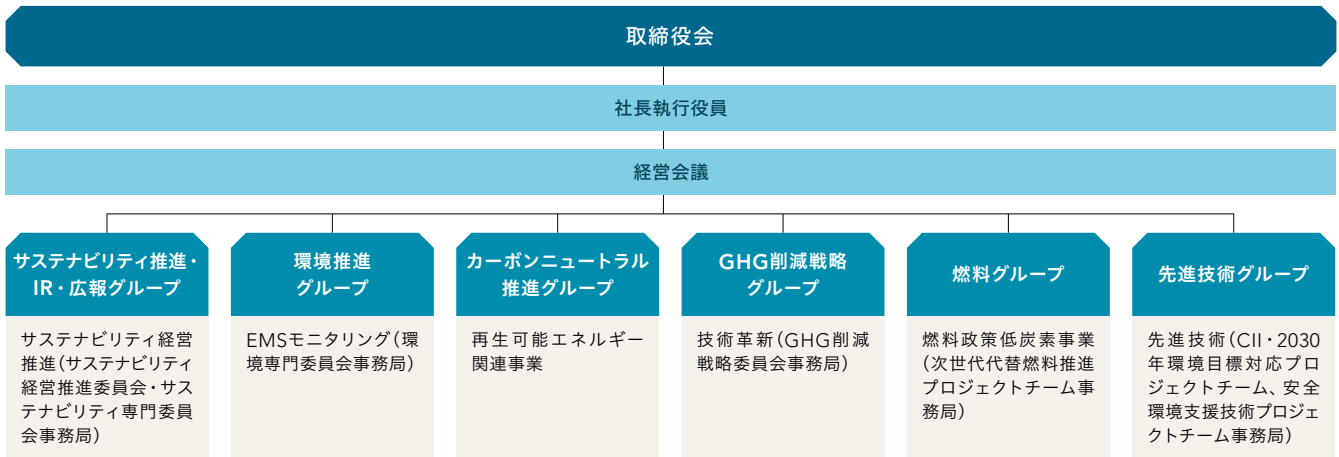 取締役会
社長執行役員
経営会議
サステナビリティ推進・
IR・広報グループ
サステナビリティ経営
推進（サステナビリティ
経営推進委員会・サス
テナビリティ専門委員
会事務局）
環境推進
グループ
EMSモニタリング（環
境専門委員会事務局）
カーボンニュートラル
推進グループ
再生可能エネルギー
関連事業
GHG削減戦略
グループ
技術革新（GHG削減
戦略委員会事務局）
燃料グループ
燃料政策低炭素事業
（次世代代替燃料推進
プロジェクトチーム事
務局）
先進技術グループ
先進技術（CII・2030
年環境目標対応プロ
ジェクトチーム、安全
環境支援技術プロジェ
クトチーム事務局）